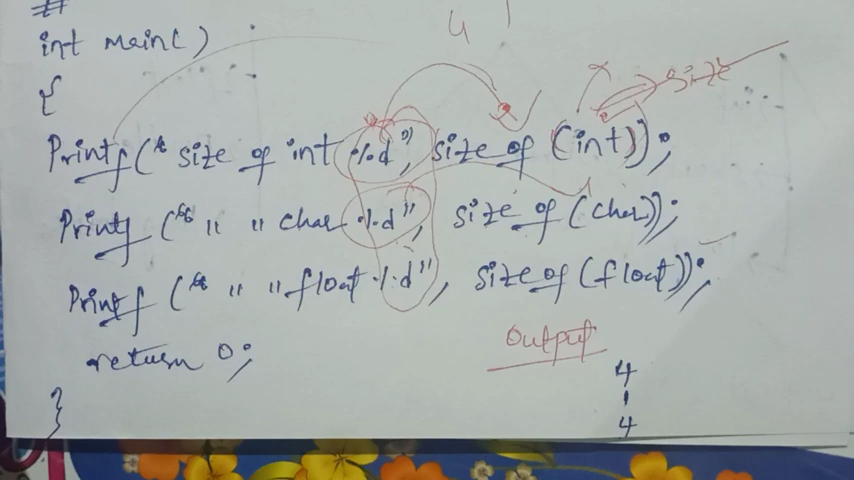 #
int main()
{
4 1
size
Printf("size of int %d", size of (int));
Printf (" " " char %d", size of (char));
Printf (" " " float %d", size of (float));
return 0;
Output
4
1
4
}